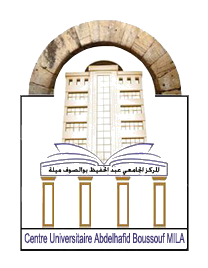 المركز الجامعي عبد الحفيظ بوالصوف ميلة
Centre Universitaire Abdelhafid Boussouf MILA